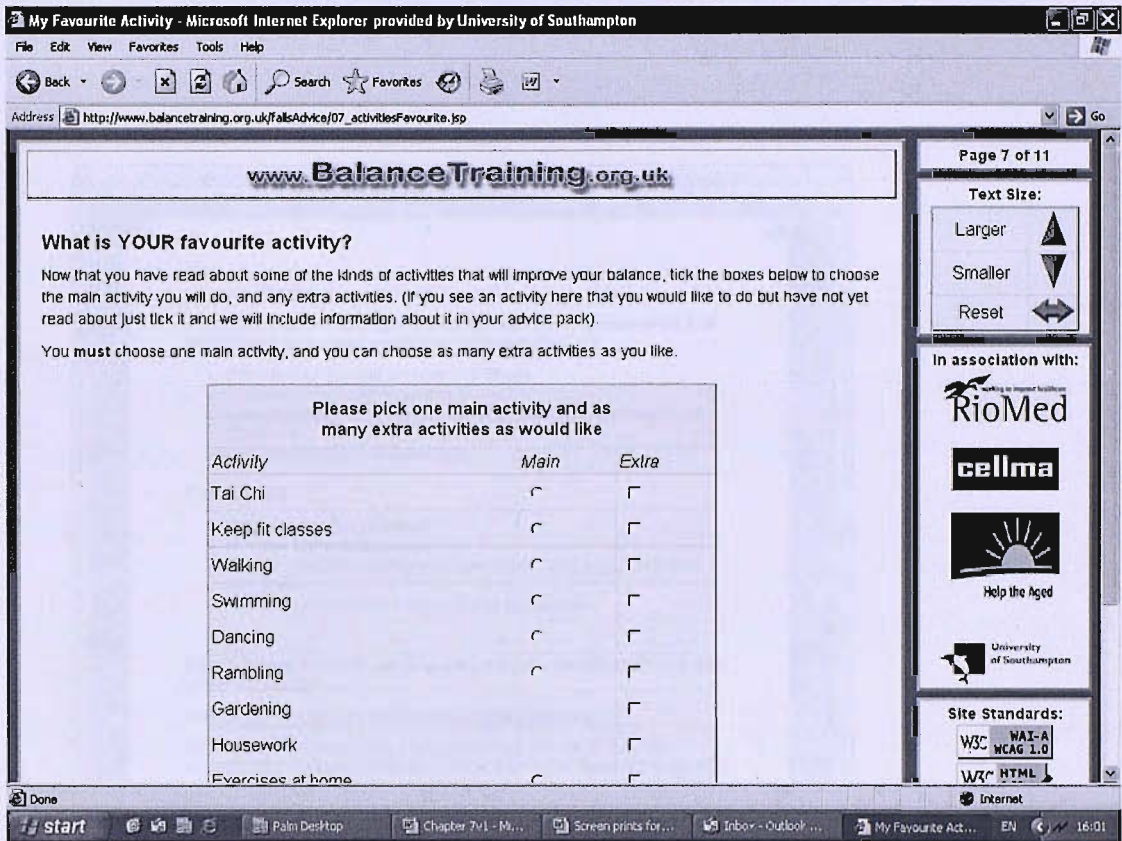 My Favourite Activity - Microsoft Internet Explorer provided by University of Southampton
File Edit View Favorites Tools Help
Back Search Favorites
Address http://www.balancetraining.org.uk/fallsAdvice/07_activitiesFavourite.jsp Go
www.BalanceTraining.org.uk
What is YOUR favourite activity?
Now that you have read about some of the kinds of activities that will improve your balance, tick the boxes below to choose
the main activity you will do, and any extra activities. (If you see an activity here that you would like to do but have not yet
read about just tick it and we will include information about it in your advice pack).
You must choose one main activity, and you can choose as many extra activities as you like.
Please pick one main activity and as
many extra activities as would like
Activity Main Extra
Tai Chi
Keep fit classes
Walking
Swimming
Dancing
Rambling
Gardening
Housework
Exercises at home
Page 7 of 11
Text Size:
Larger
Smaller
Reset
In association with:
working to improve healthcare
RioMed
cellma
Help the Aged
University
of Southampton
Site Standards:
W3C WAI-A
WCAG 1.0
W3C HTML
Done Internet
start Palm Desktop Chapter 7v1 - Mi... Screen prints for... Inbox - Outlook ... My Favourite Act... EN 16:01